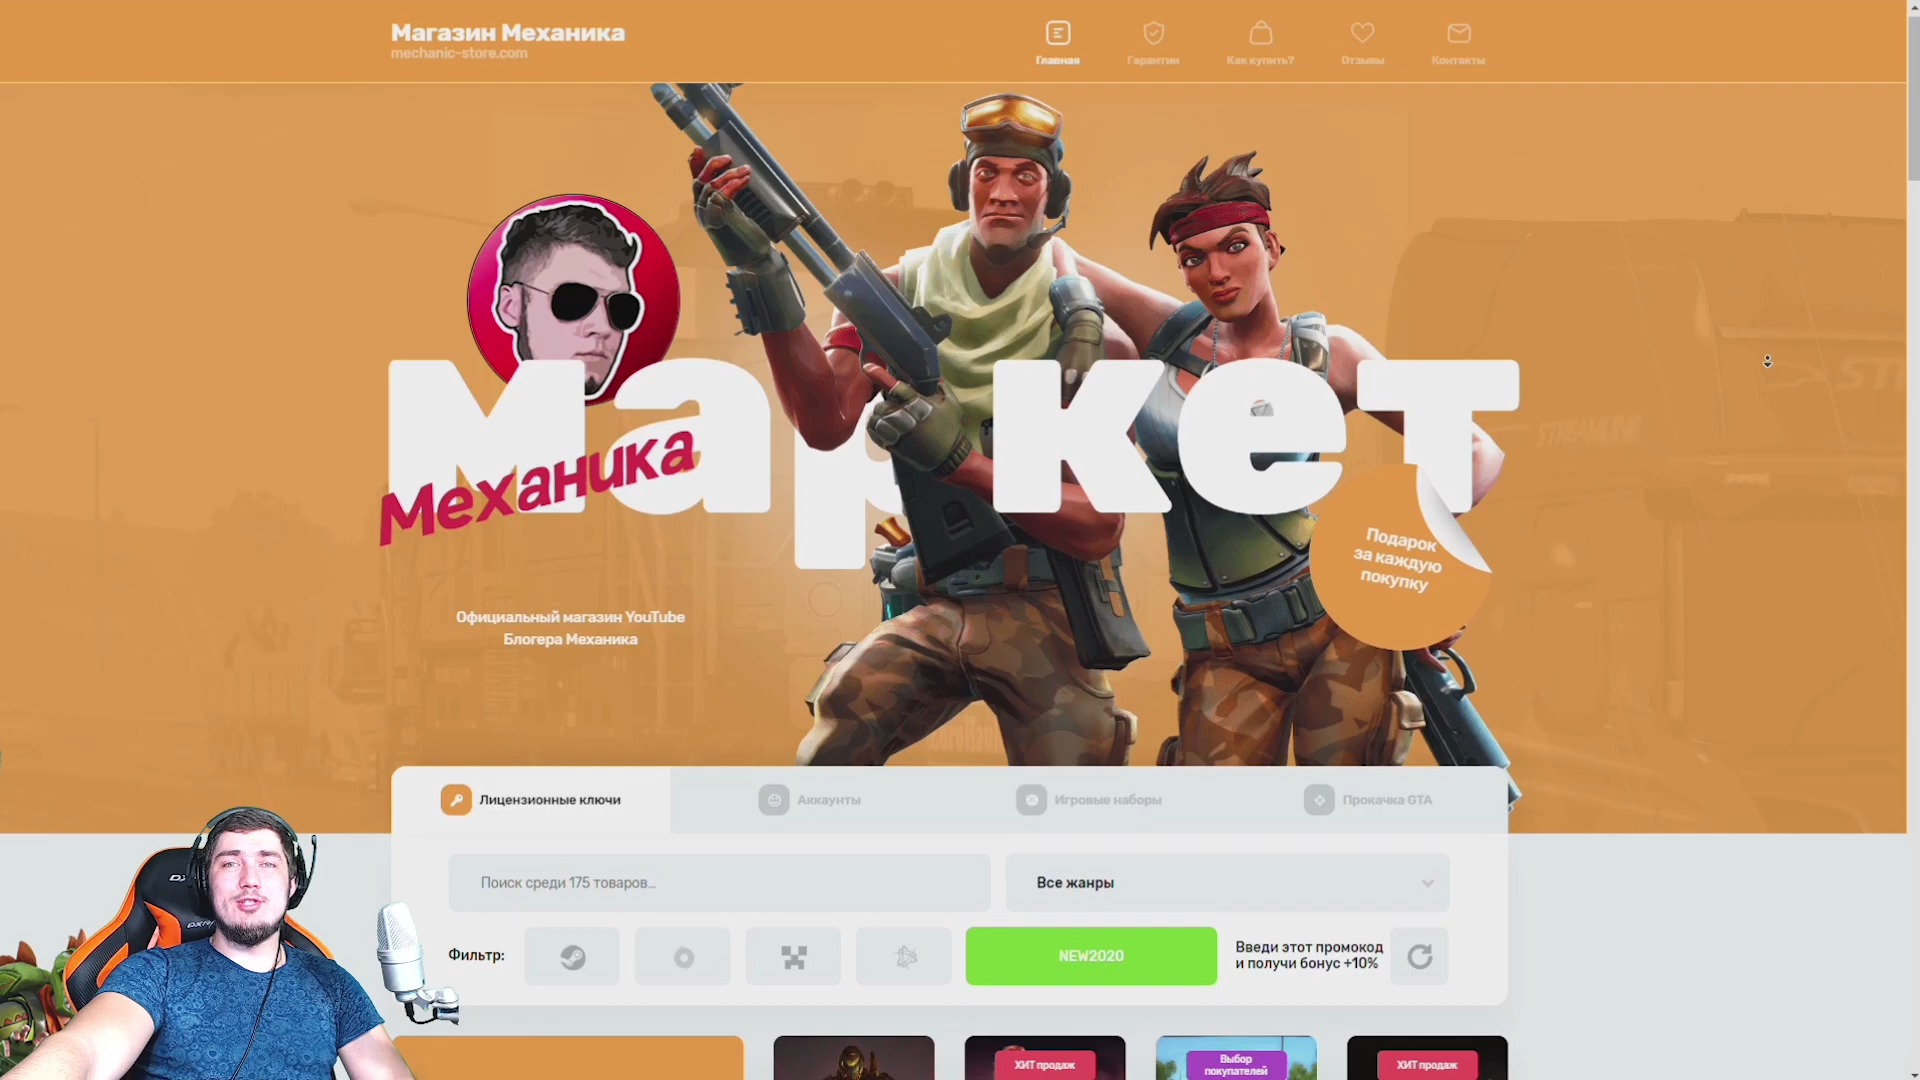 Магазин Механика
mechanic-store.com
Главная
Гарантии
Как купить?
Отзывы
Контакты
Маркет
Механика
Подарок
за каждую
покупку
Официальный магазин YouTube
Блогера Механика
STREAMLINE
Лицензионные ключи
Аккаунты
Игровые наборы
Прокачка GTA
Поиск среди 175 товаров...
Все жанры
Фильтр:
NEW2020
Введи этот промокод
и получи бонус +10%
ХИТ продаж
Выбор
покупателей
ХИТ продаж